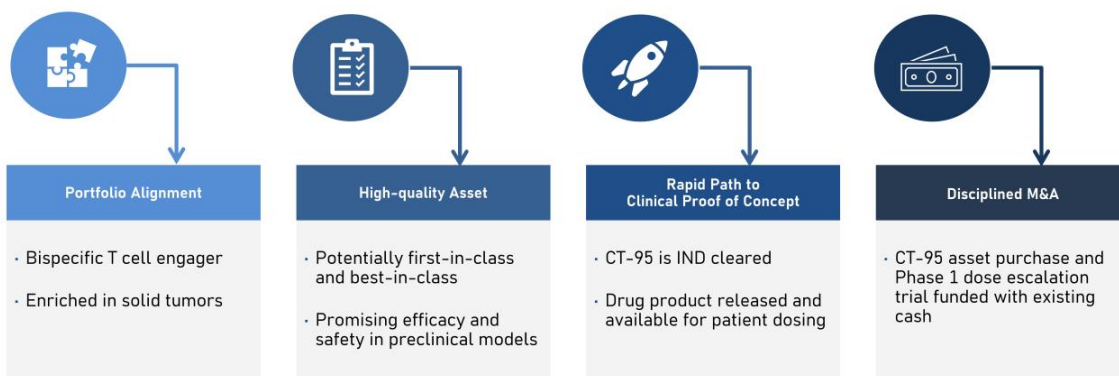 Portfolio Alignment
· Bispecific T cell engager
· Enriched in solid tumors
High-quality Asset
· Potentially first-in-class
and best-in-class
· Promising efficacy and
safety in preclinical models
Rapid Path to
Clinical Proof of Concept
· CT-95 is IND cleared
· Drug product released and
available for patient dosing
Disciplined M&A
· CT-95 asset purchase and
Phase 1 dose escalation
trial funded with existing
cash